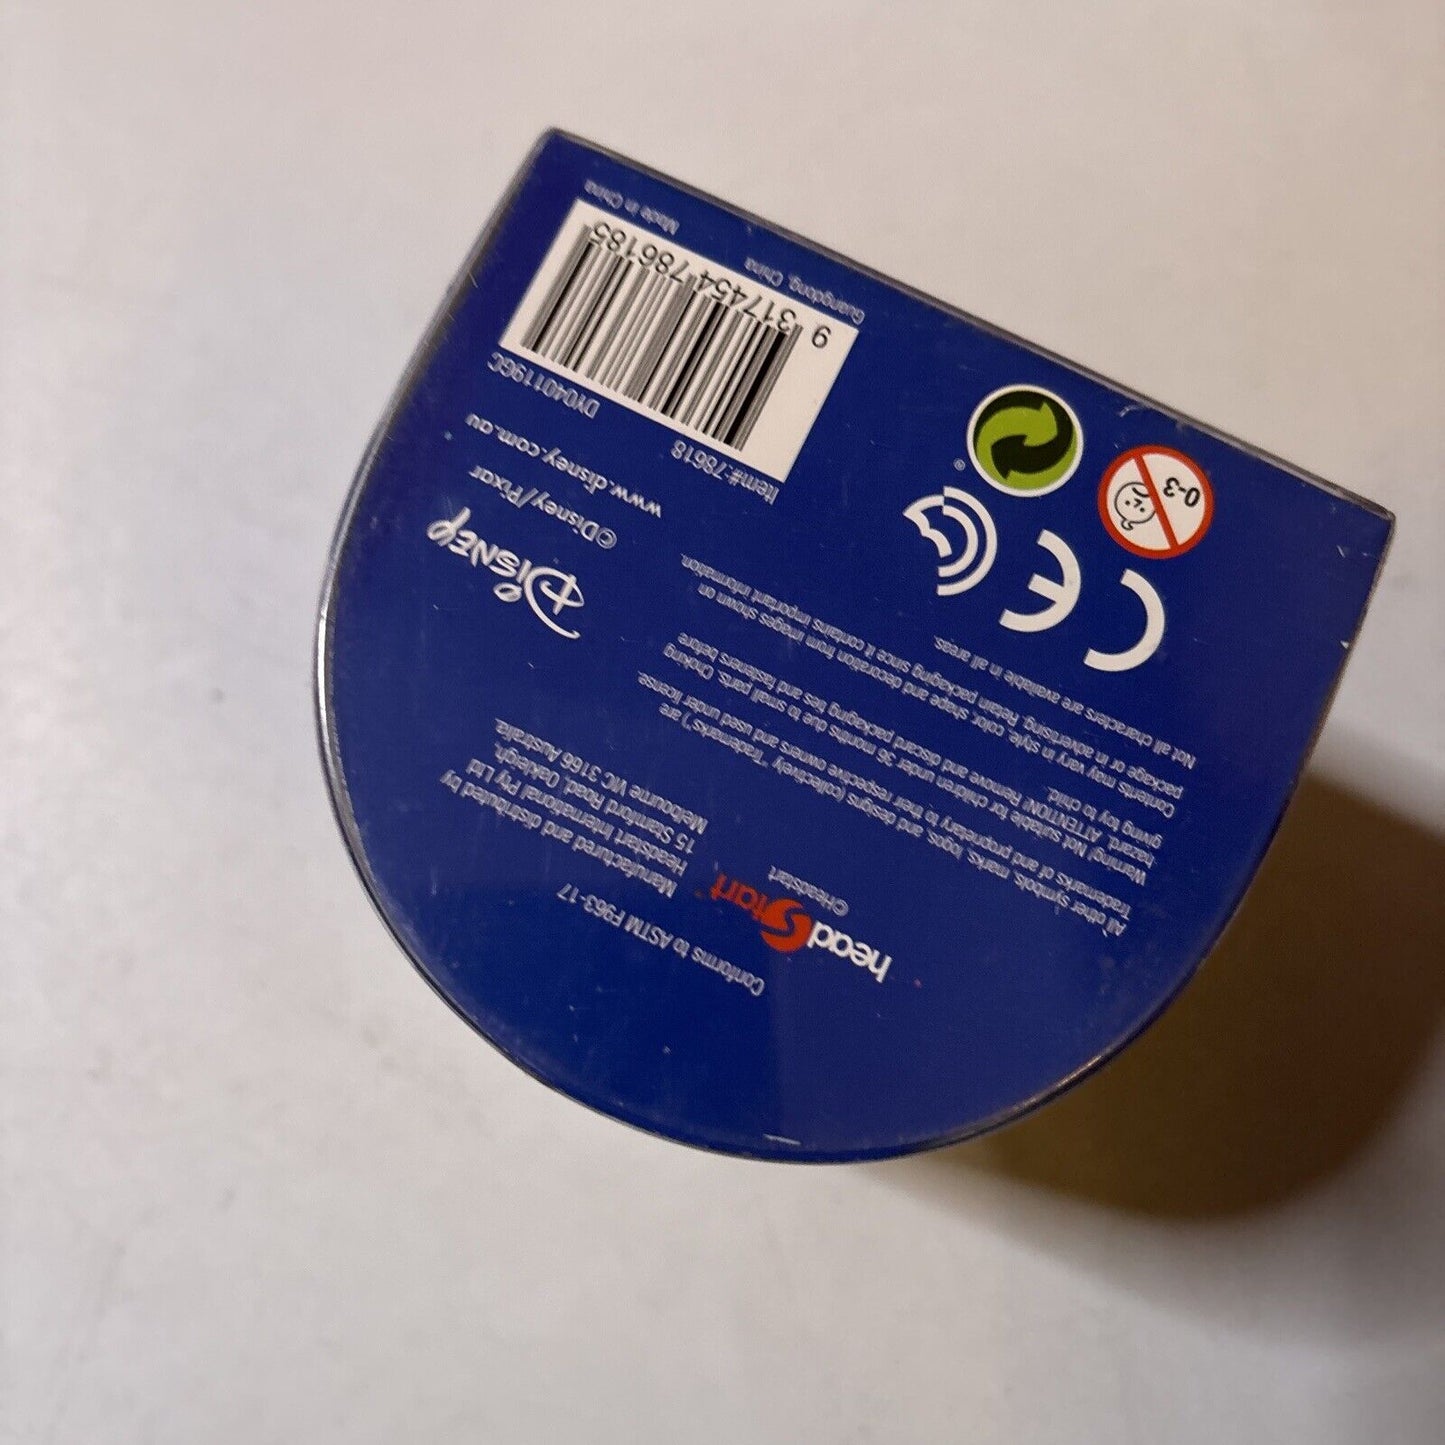 Conforms to ASTM F963-17
headstart
©Headstart
Manufactured and distributed by
Headstart International Pty Ltd
15 Stamford Road, Oakleigh,
Melbourne VIC 3166 Australia.
All other symbols, marks, logos, and designs (collectively "Trademarks") are
Trademarks of and proprietary to their respective owners and used under license.
Warning! Not suitable for children under 36 months due to small parts. Choking
hazard. ATTENTION! Remove and discard packaging ties and fasteners before
giving toy to child.
Contents may vary in style, color, shape and decoration from images shown on
package or in advertising. Retain packaging since it contains important information.
Not all characters are available in all areas.
Disney
©Disney/Pixar
www.disney.com.au
CE
0-3
®
Item#:78618
DY040119GC
9 317454 786185
Guangdong, China
Made in China